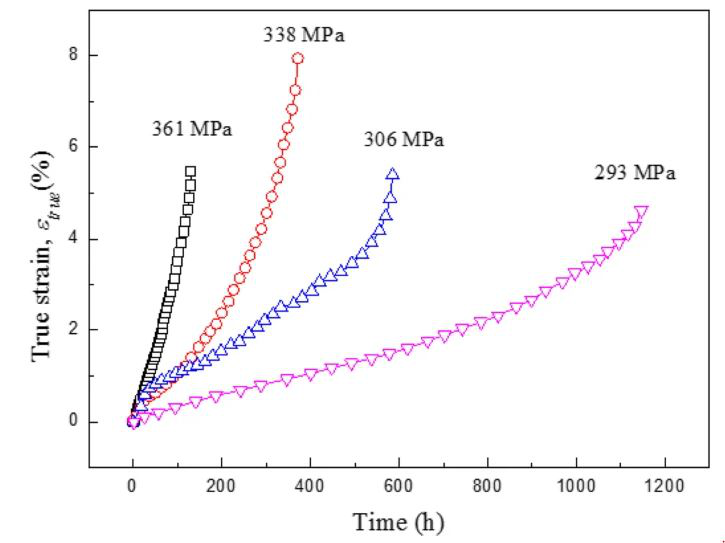 338 MPa
361 MPa
306 MPa
293 MPa
True strain, ε_true(%)
8
6
4
2
0
0 200 400 600 800 1000 1200
Time (h)